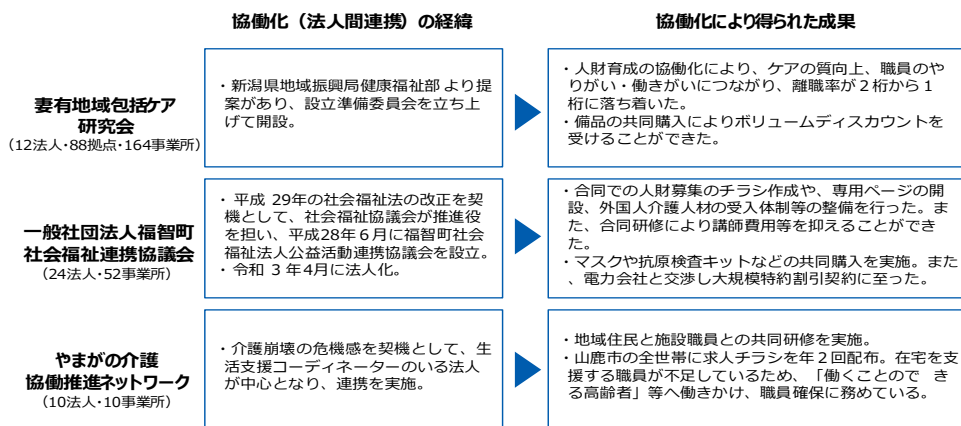 協働化（法人間連携）の経緯
協働化により得られた成果
妻有地域包括ケア
研究会
（12法人・88拠点・164事業所）
・新潟県地域振興局健康福祉部 より提
案があり、設立準備委員会を立ち上
げて開設。
・人財育成の協働化により、ケアの質向上、職員のや
りがい・働きがいにつながり、離職率が２桁から１
桁に落ち着いた。
・備品の共同購入によりボリュームディスカウントを
受けることができた。
一般社団法人福智町
社会福祉連携協議会
（24法人・52事業所）
・平成 29年の社会福祉法の改正を契
機として、社会福祉協議会が推進役
を担い、平成28年６月に福智町社会
福祉法人公益活動連携協議会を設立。
・令和 ３年4月に法人化。
・合同での人財募集のチラシ作成や、専用ページの開
設、外国人介護人材の受入体制等の整備を行った。ま
た、合同研修により講師費用等を抑えることができ
た。
・マスクや抗原検査キットなどの共同購入を実施。また
、電力会社と交渉し大規模特約割引契約に至った。
やまがの介護
協働推進ネットワーク
（10法人・10事業所）
・介護崩壊の危機感を契機として、生
活支援コーディネーターのいる法人
が中心となり、連携を実施。
・地域住民と施設職員との共同研修を実施。
・山鹿市の全世帯に求人チラシを年２回配布。在宅を支
援する職員が不足しているため、「働くことので き
る高齢者」等へ働きかけ、職員確保に務めている。